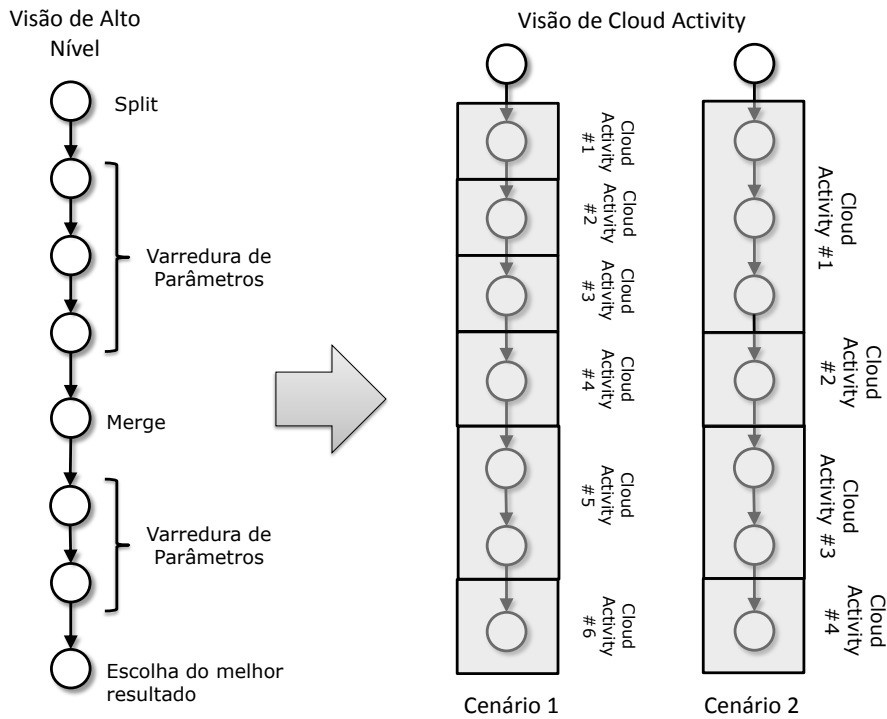 Visão de Alto
Nível
Split
Varredura de
Parâmetros
Merge
Varredura de
Parâmetros
Escolha do melhor
resultado
Visão de Cloud Activity
Cloud
Activity
#1
Cloud
Activity
#2
Cloud
Activity
#3
Cloud
Activity
#4
Cloud
Activity
#5
Cloud
Activity
#6
Cenário 1
Cloud
Activity #1
Cloud
Activity
#2
Cloud
Activity #3
Cloud
Activity
#4
Cenário 2